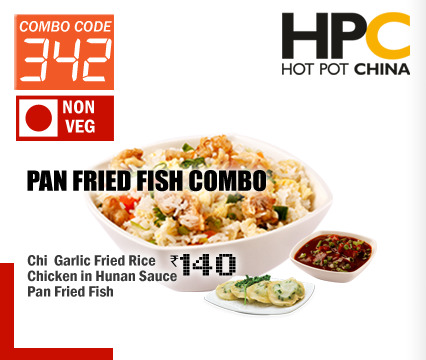 COMBO CODE
342
HPC
HOT POT CHINA
NON
VEG
PAN FRIED FISH COMBO
Chi Garlic Fried Rice
Chicken in Hunan Sauce
Pan Fried Fish
₹140